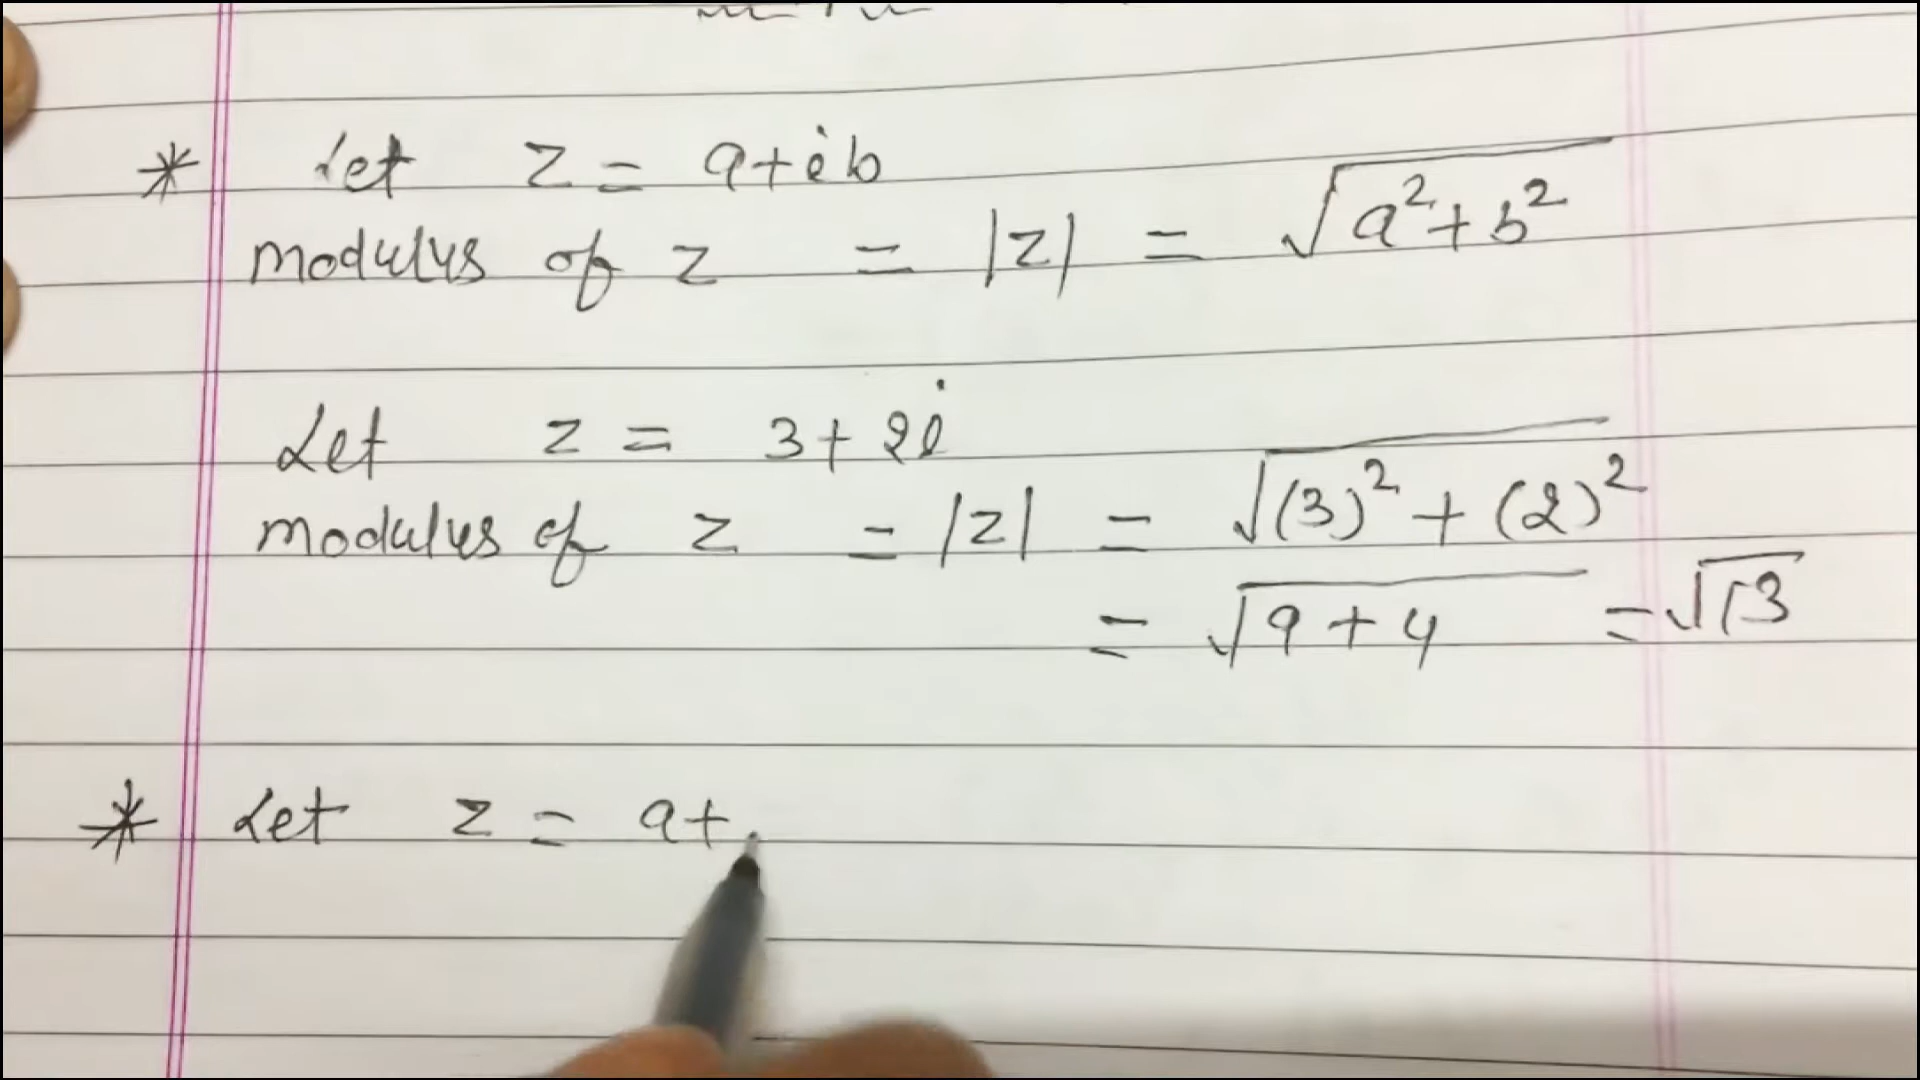 * Let z = a+ib
modulus of z = |z| = √(a²+b²)
Let z = 3+2i
modulus of z = |z| = √((3)²+(2)²)
= √(9+4) = √13
* Let z = a+